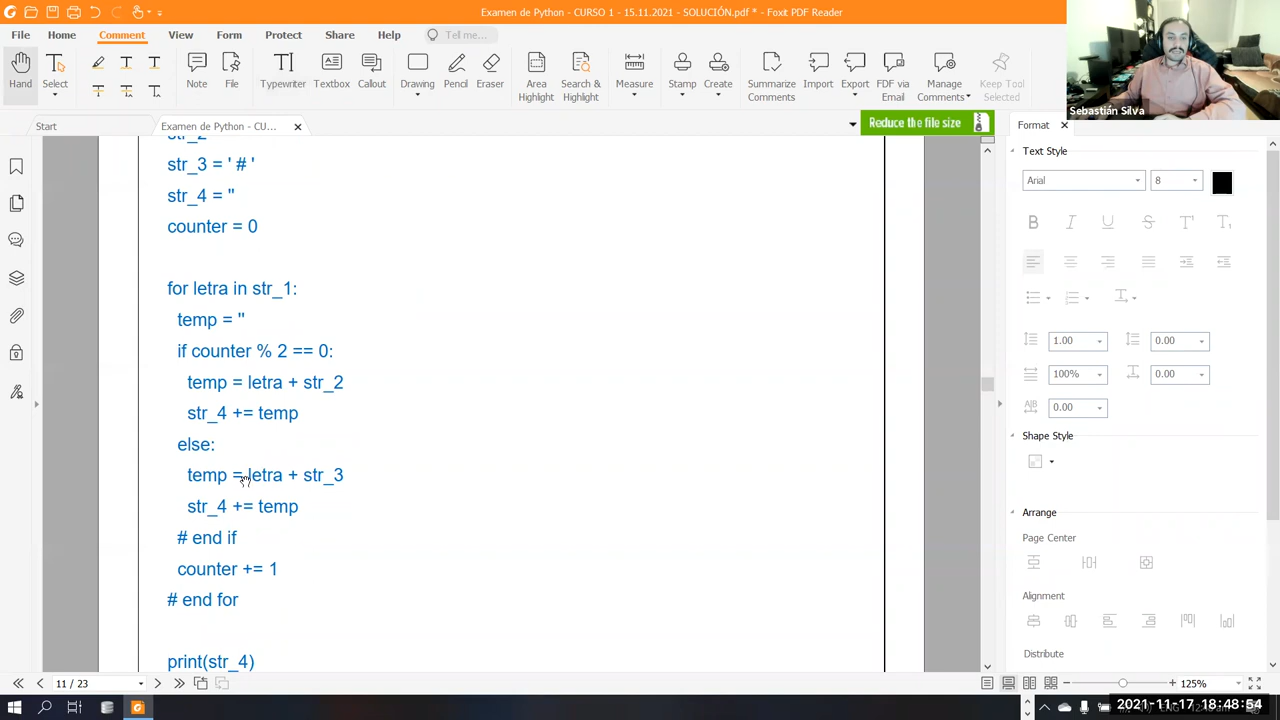 Examen de Python - CURSO 1 - 15.11.2021 - SOLUCIÓN.pdf * - Foxit PDF Reader
File Home Comment View Form Protect Share Help Tell me...
Hand Select Note File Typewriter Textbox Callout Drawing Pencil Eraser Area Highlight Search & Highlight Measure Stamp Create Summarize Comments Import Export FDF via Email Manage Comments Keep Tool Selected
Sebastián Silva
Start Examen de Python - CU... Reduce the file size Format
str_2
str_3 = ' # '
str_4 = ''
counter = 0
for letra in str_1:
temp = ''
if counter % 2 == 0:
temp = letra + str_2
str_4 += temp
else:
temp = letra + str_3
str_4 += temp
# end if
counter += 1
# end for
print(str_4)
Text Style
Arial 8
1.00 0.00
100% 0.00
0.00
Shape Style
Arrange
Page Center
Alignment
Distribute
11 / 23 125%
2021-11-17 18:48:54